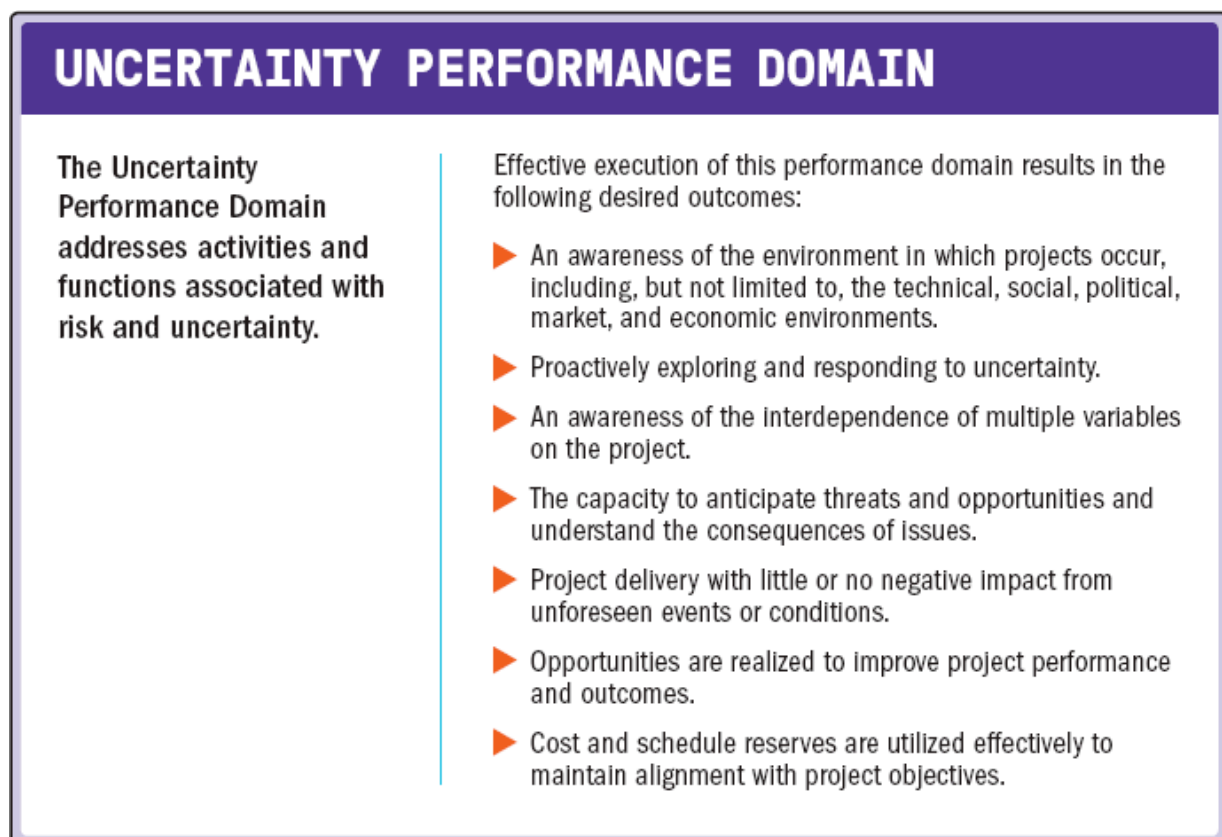 UNCERTAINTY PERFORMANCE DOMAIN
The Uncertainty
Performance Domain
addresses activities and
functions associated with
risk and uncertainty.
Effective execution of this performance domain results in the
following desired outcomes:
An awareness of the environment in which projects occur,
including, but not limited to, the technical, social, political,
market, and economic environments.
Proactively exploring and responding to uncertainty.
An awareness of the interdependence of multiple variables
on the project.
The capacity to anticipate threats and opportunities and
understand the consequences of issues.
Project delivery with little or no negative impact from
unforeseen events or conditions.
Opportunities are realized to improve project performance
and outcomes.
Cost and schedule reserves are utilized effectively to
maintain alignment with project objectives.